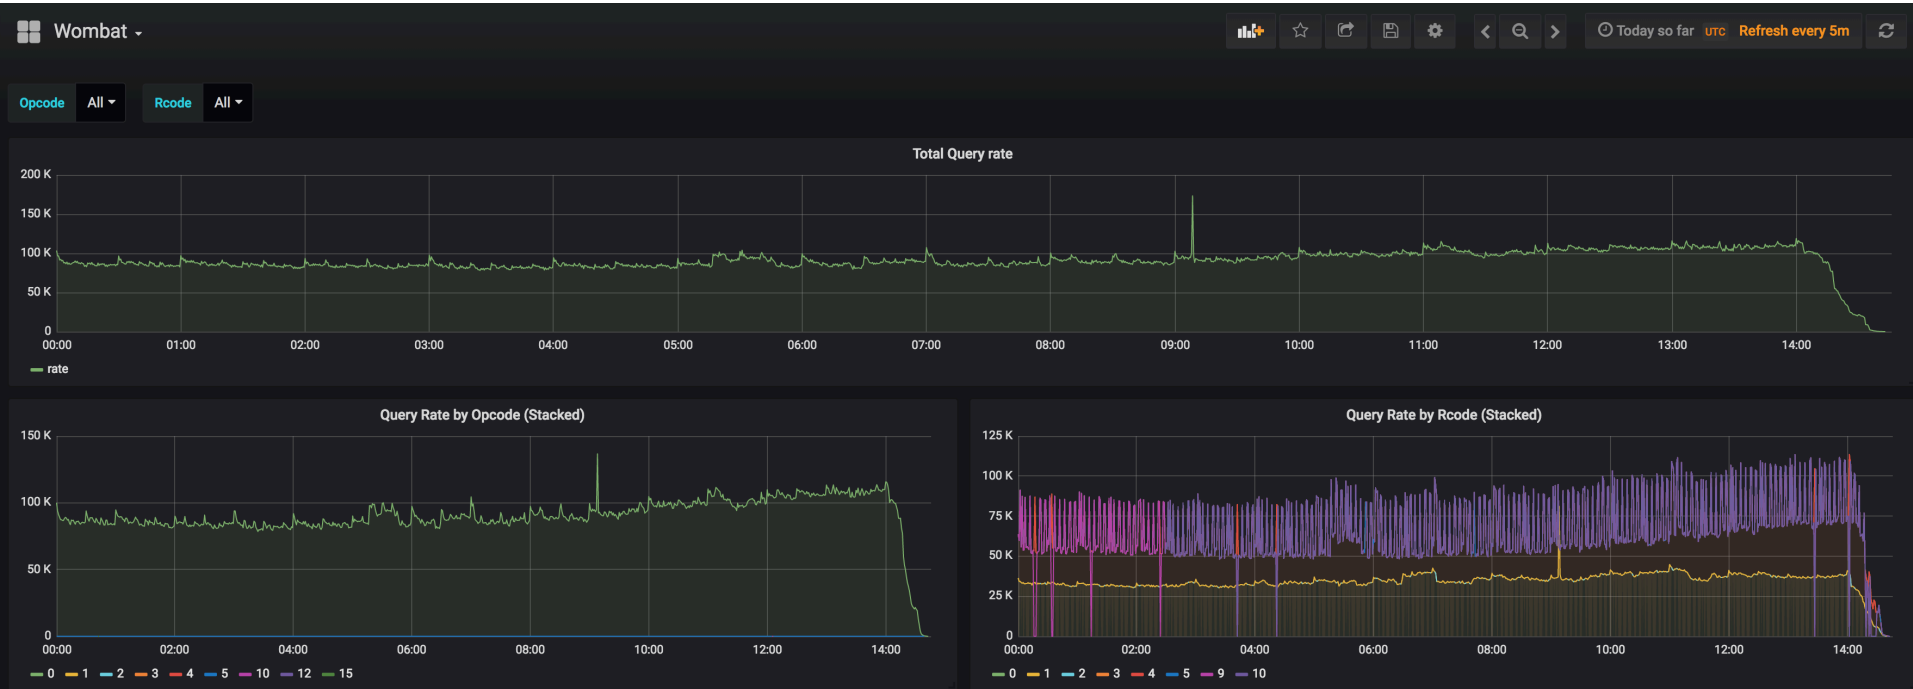 Wombat
Today so far UTC Refresh every 5m
Opcode All Rcode All
Total Query rate
200 K
150 K
100 K
50 K
0
00:00 01:00 02:00 03:00 04:00 05:00 06:00 07:00 08:00 09:00 10:00 11:00 12:00 13:00 14:00
rate
Query Rate by Opcode (Stacked)
150 K
100 K
50 K
0
00:00 02:00 04:00 06:00 08:00 10:00 12:00 14:00
0 1 2 3 4 5 10 12 15
Query Rate by Rcode (Stacked)
125 K
100 K
75 K
50 K
25 K
0
00:00 02:00 04:00 06:00 08:00 10:00 12:00 14:00
0 1 2 3 4 5 9 10